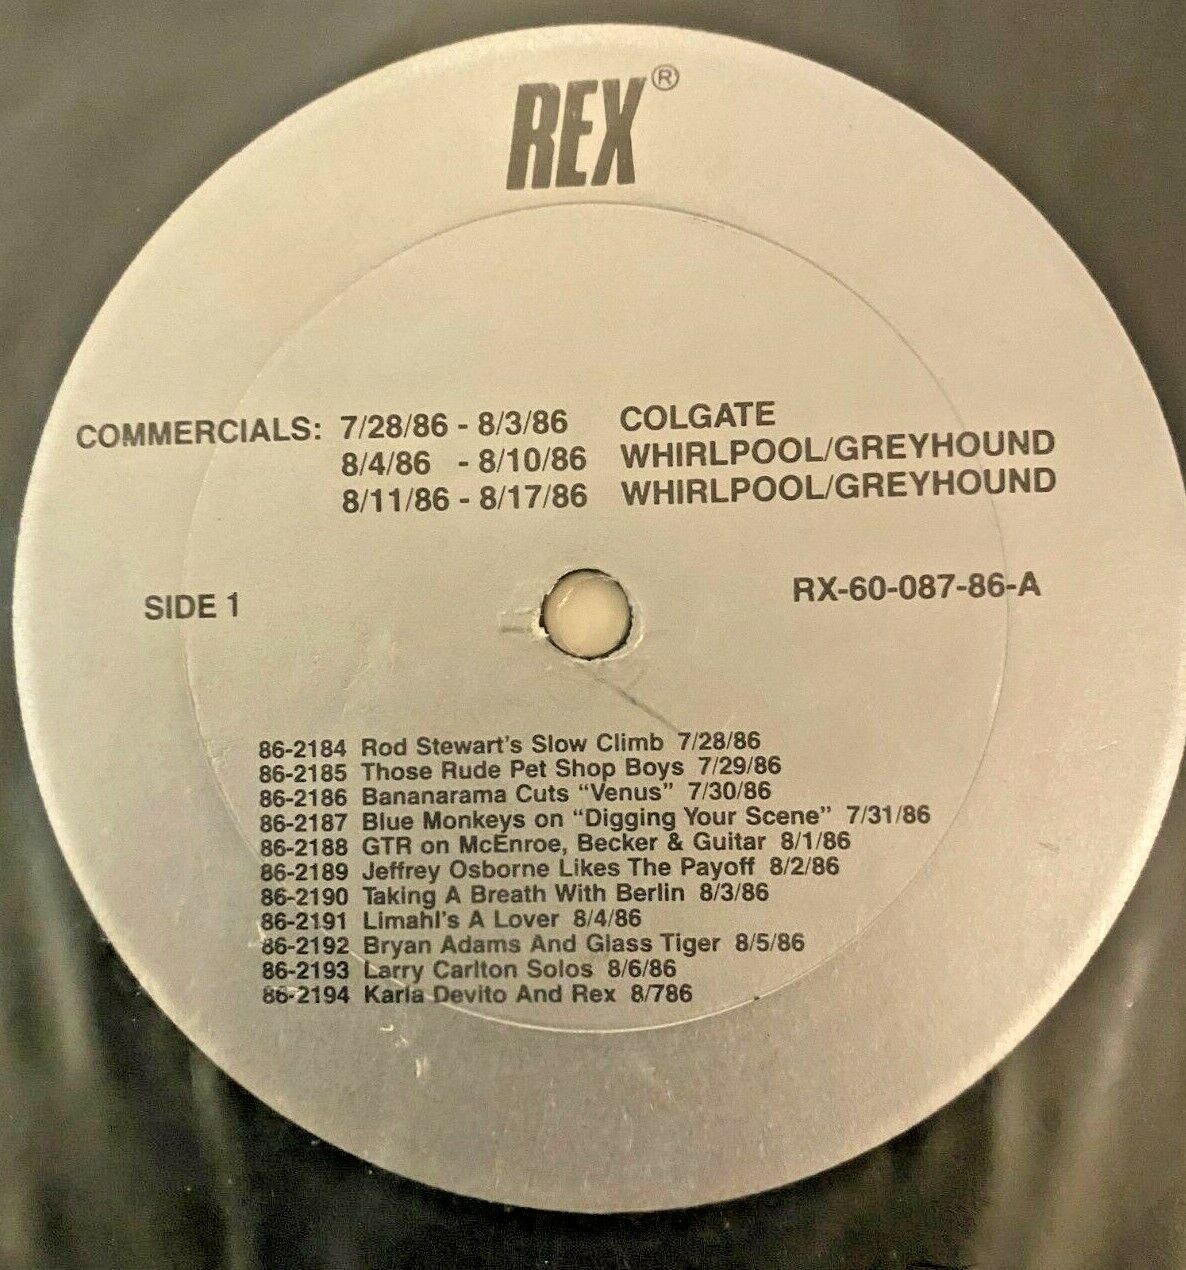 REX®
COMMERCIALS: 7/28/86 - 8/3/86 COLGATE
8/4/86 - 8/10/86 WHIRLPOOL/GREYHOUND
8/11/86 - 8/17/86 WHIRLPOOL/GREYHOUND
SIDE 1 RX-60-087-86-A
86-2184 Rod Stewart's Slow Climb 7/28/86
86-2185 Those Rude Pet Shop Boys 7/29/86
86-2186 Bananarama Cuts "Venus" 7/30/86
86-2187 Blue Monkeys on "Digging Your Scene" 7/31/86
86-2188 GTR on McEnroe, Becker & Guitar 8/1/86
86-2189 Jeffrey Osborne Likes The Payoff 8/2/86
86-2190 Taking A Breath With Berlin 8/3/86
86-2191 Limahl's A Lover 8/4/86
86-2192 Bryan Adams And Glass Tiger 8/5/86
86-2193 Larry Carlton Solos 8/6/86
86-2194 Karla Devito And Rex 8/786